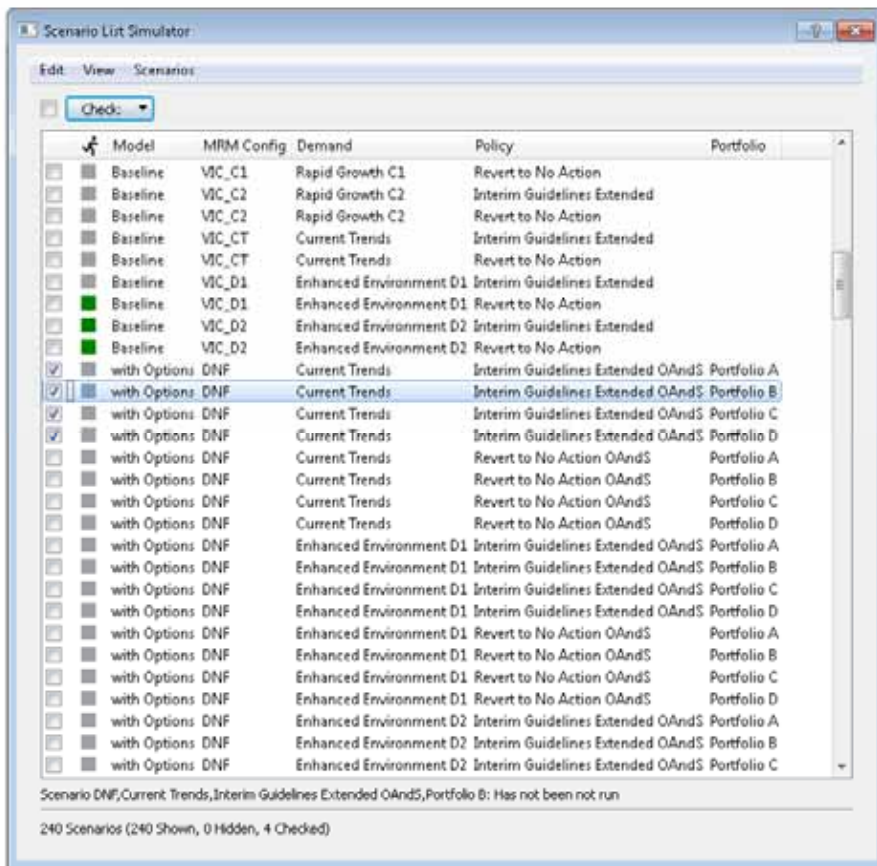 Scenario List Simulator
Edit View Scenarios
Check:
Model MRM Config Demand Policy Portfolio
Baseline VIC_C1 Rapid Growth C1 Revert to No Action
Baseline VIC_C2 Rapid Growth C2 Interim Guidelines Extended
Baseline VIC_C2 Rapid Growth C2 Revert to No Action
Baseline VIC_CT Current Trends Interim Guidelines Extended
Baseline VIC_CT Current Trends Revert to No Action
Baseline VIC_D1 Enhanced Environment D1 Interim Guidelines Extended
Baseline VIC_D1 Enhanced Environment D1 Revert to No Action
Baseline VIC_D2 Enhanced Environment D2 Interim Guidelines Extended
Baseline VIC_D2 Enhanced Environment D2 Revert to No Action
with Options DNF Current Trends Interim Guidelines Extended OAndS Portfolio A
with Options DNF Current Trends Interim Guidelines Extended OAndS Portfolio B
with Options DNF Current Trends Interim Guidelines Extended OAndS Portfolio C
with Options DNF Current Trends Interim Guidelines Extended OAndS Portfolio D
with Options DNF Current Trends Revert to No Action OAndS Portfolio A
with Options DNF Current Trends Revert to No Action OAndS Portfolio B
with Options DNF Current Trends Revert to No Action OAndS Portfolio C
with Options DNF Current Trends Revert to No Action OAndS Portfolio D
with Options DNF Enhanced Environment D1 Interim Guidelines Extended OAndS Portfolio A
with Options DNF Enhanced Environment D1 Interim Guidelines Extended OAndS Portfolio B
with Options DNF Enhanced Environment D1 Interim Guidelines Extended OAndS Portfolio C
with Options DNF Enhanced Environment D1 Interim Guidelines Extended OAndS Portfolio D
with Options DNF Enhanced Environment D1 Revert to No Action OAndS Portfolio A
with Options DNF Enhanced Environment D1 Revert to No Action OAndS Portfolio B
with Options DNF Enhanced Environment D1 Revert to No Action OAndS Portfolio C
with Options DNF Enhanced Environment D1 Revert to No Action OAndS Portfolio D
with Options DNF Enhanced Environment D2 Interim Guidelines Extended OAndS Portfolio A
with Options DNF Enhanced Environment D2 Interim Guidelines Extended OAndS Portfolio B
with Options DNF Enhanced Environment D2 Interim Guidelines Extended OAndS Portfolio C
Scenario DNF,Current Trends,Interim Guidelines Extended OAndS,Portfolio B: Has not been not run
240 Scenarios (240 Shown, 0 Hidden, 4 Checked)